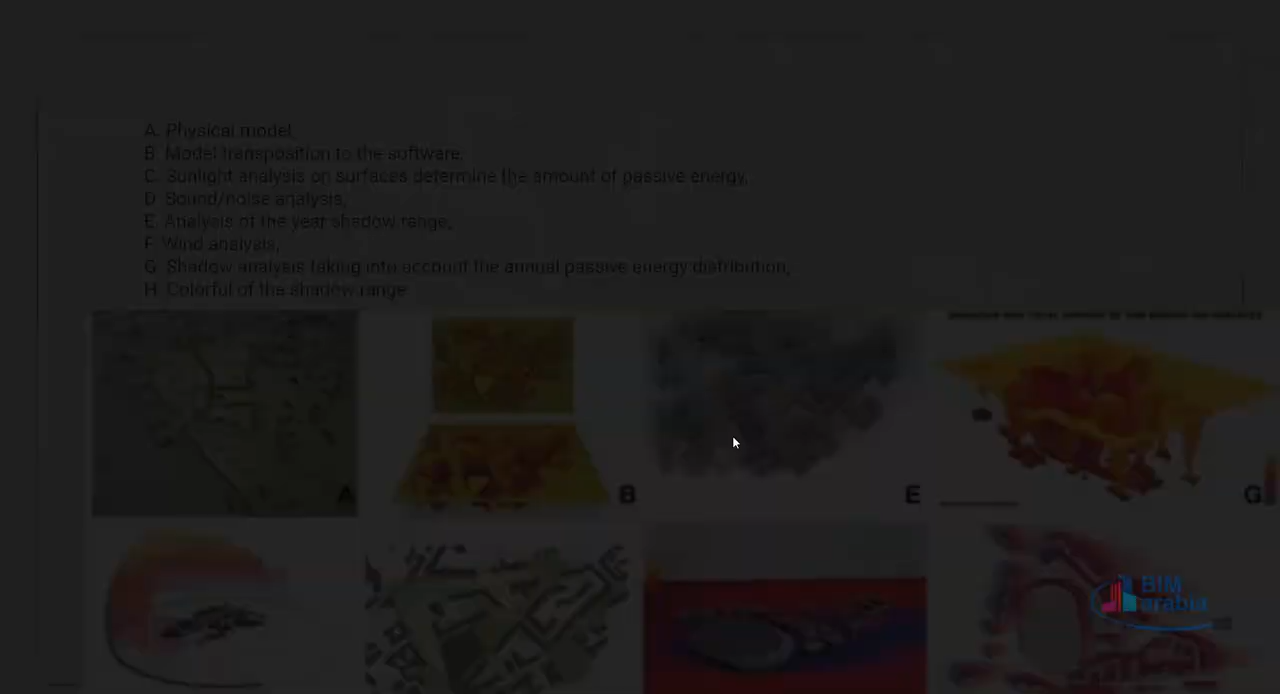 A. Physical model
B. Model transposition to the software,
C. Sunlight analysis on surfaces determine the amount of passive energy,
D. Sound/noise analysis,
E. Analysis of the year shadow range,
F. Wind analysis,
G. Shadow analysis taking into account the annual passive energy distribution,
H. Colorful of the shadow range
A
B
E
G
BIM
arabia